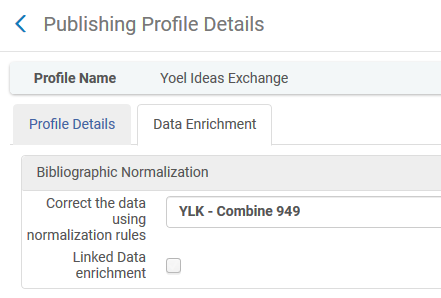 Publishing Profile Details
Profile Name Yoel Ideas Exchange
Profile Details Data Enrichment
Bibliographic Normalization
Correct the data
using
normalization rules
YLK - Combine 949
Linked Data
enrichment